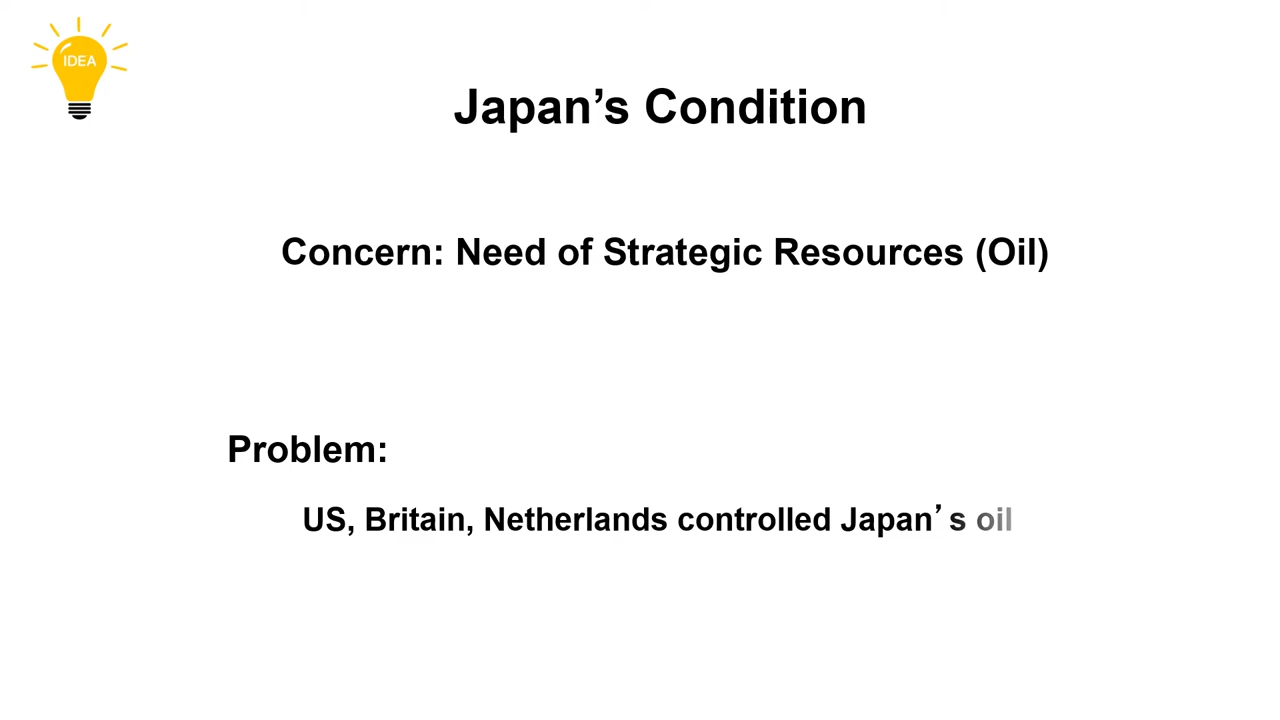 IDEA
Japan’s Condition
Concern: Need of Strategic Resources (Oil)
Problem:
US, Britain, Netherlands controlled Japan’s oil